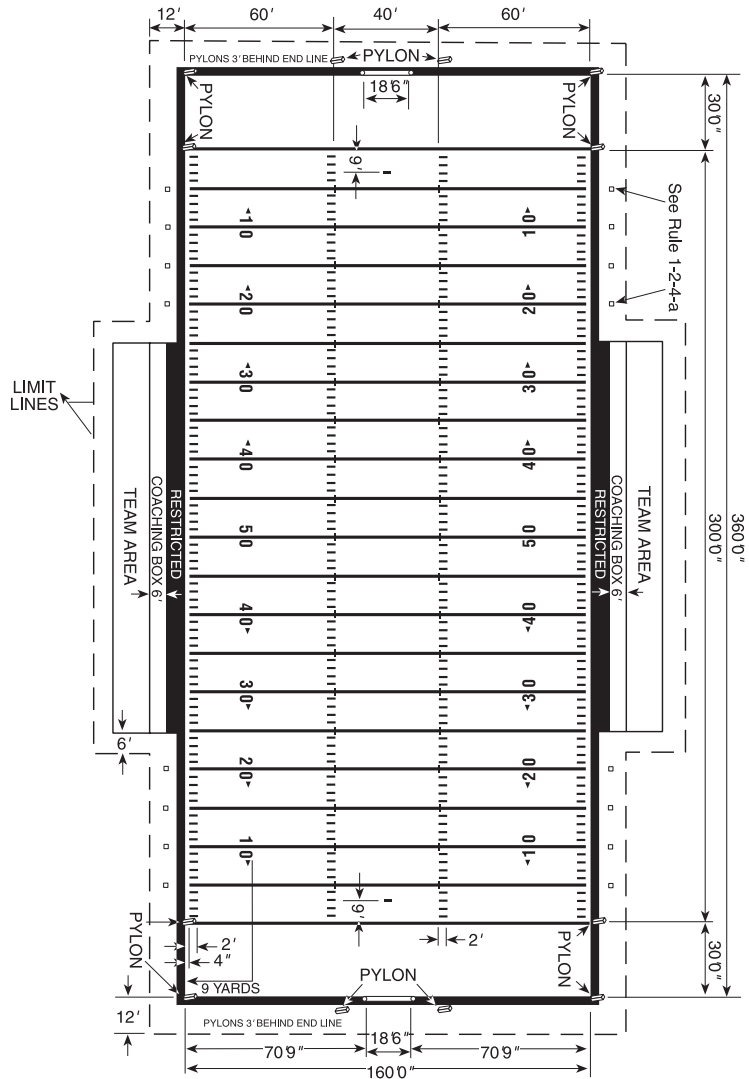 12′ 60′ 40′ 60′
PYLONS 3′ BEHIND END LINE
PYLON
18′6″
PYLON
PYLON
30′0″
9′
See Rule 1-2-4-a
10
10
20
20
30
30
40
40
50
50
40
40
30
30
20
20
10
10
LIMIT
LINES
TEAM AREA
COACHING BOX 6′
RESTRICTED
RESTRICTED
COACHING BOX 6′
TEAM AREA
300′0″
360′0″
6′
9′
PYLON
2′
2′
4″
9 YARDS
PYLON
PYLON
30′0″
12′
PYLONS 3′ BEHIND END LINE
18′6″
70′9″
70′9″
160′0″